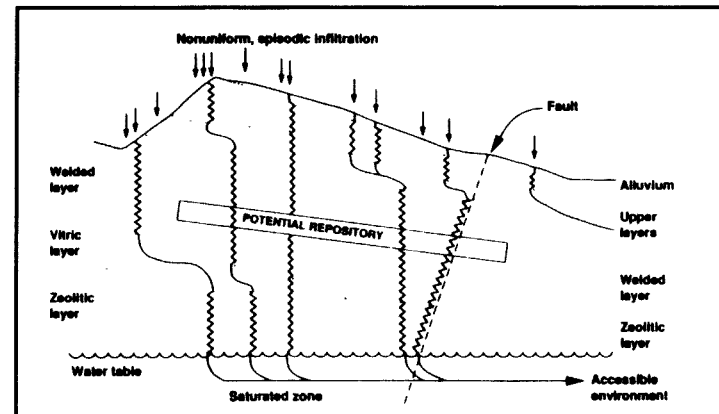 Nonuniform, episodic infiltration
Fault
Welded
layer
Alluvium
Upper
layers
Vitric
layer
POTENTIAL REPOSITORY
Welded
layer
Zeolitic
layer
Zeolitic
layer
Water table
Saturated zone
Accessible
environment